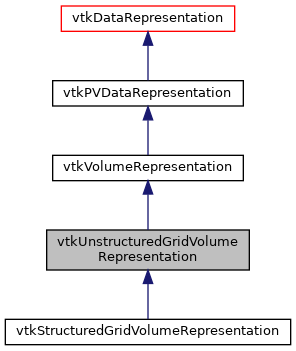 vtkDataRepresentation
vtkPVDataRepresentation
vtkVolumeRepresentation
vtkUnstructuredGridVolume
Representation
vtkStructuredGridVolumeRepresentation